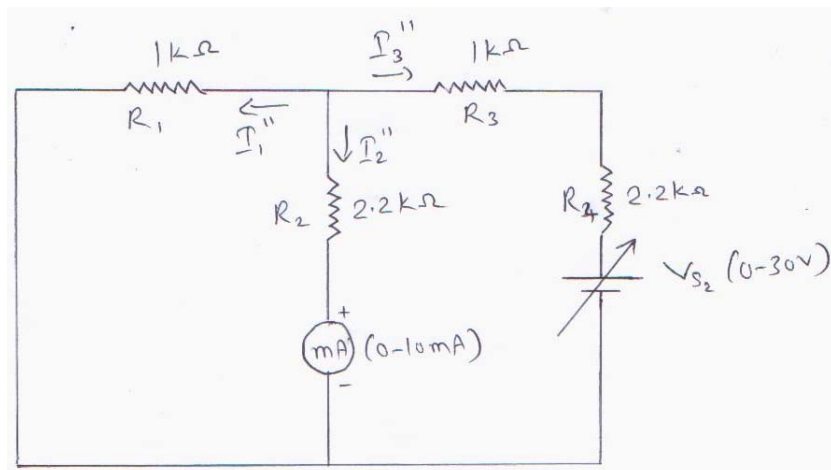 1kΩ
I3"
1kΩ
R1
I1"
R3
I2"
R2
2.2kΩ
R4
2.2kΩ
VS2 (0-30V)
+
mA (0-10mA)
-